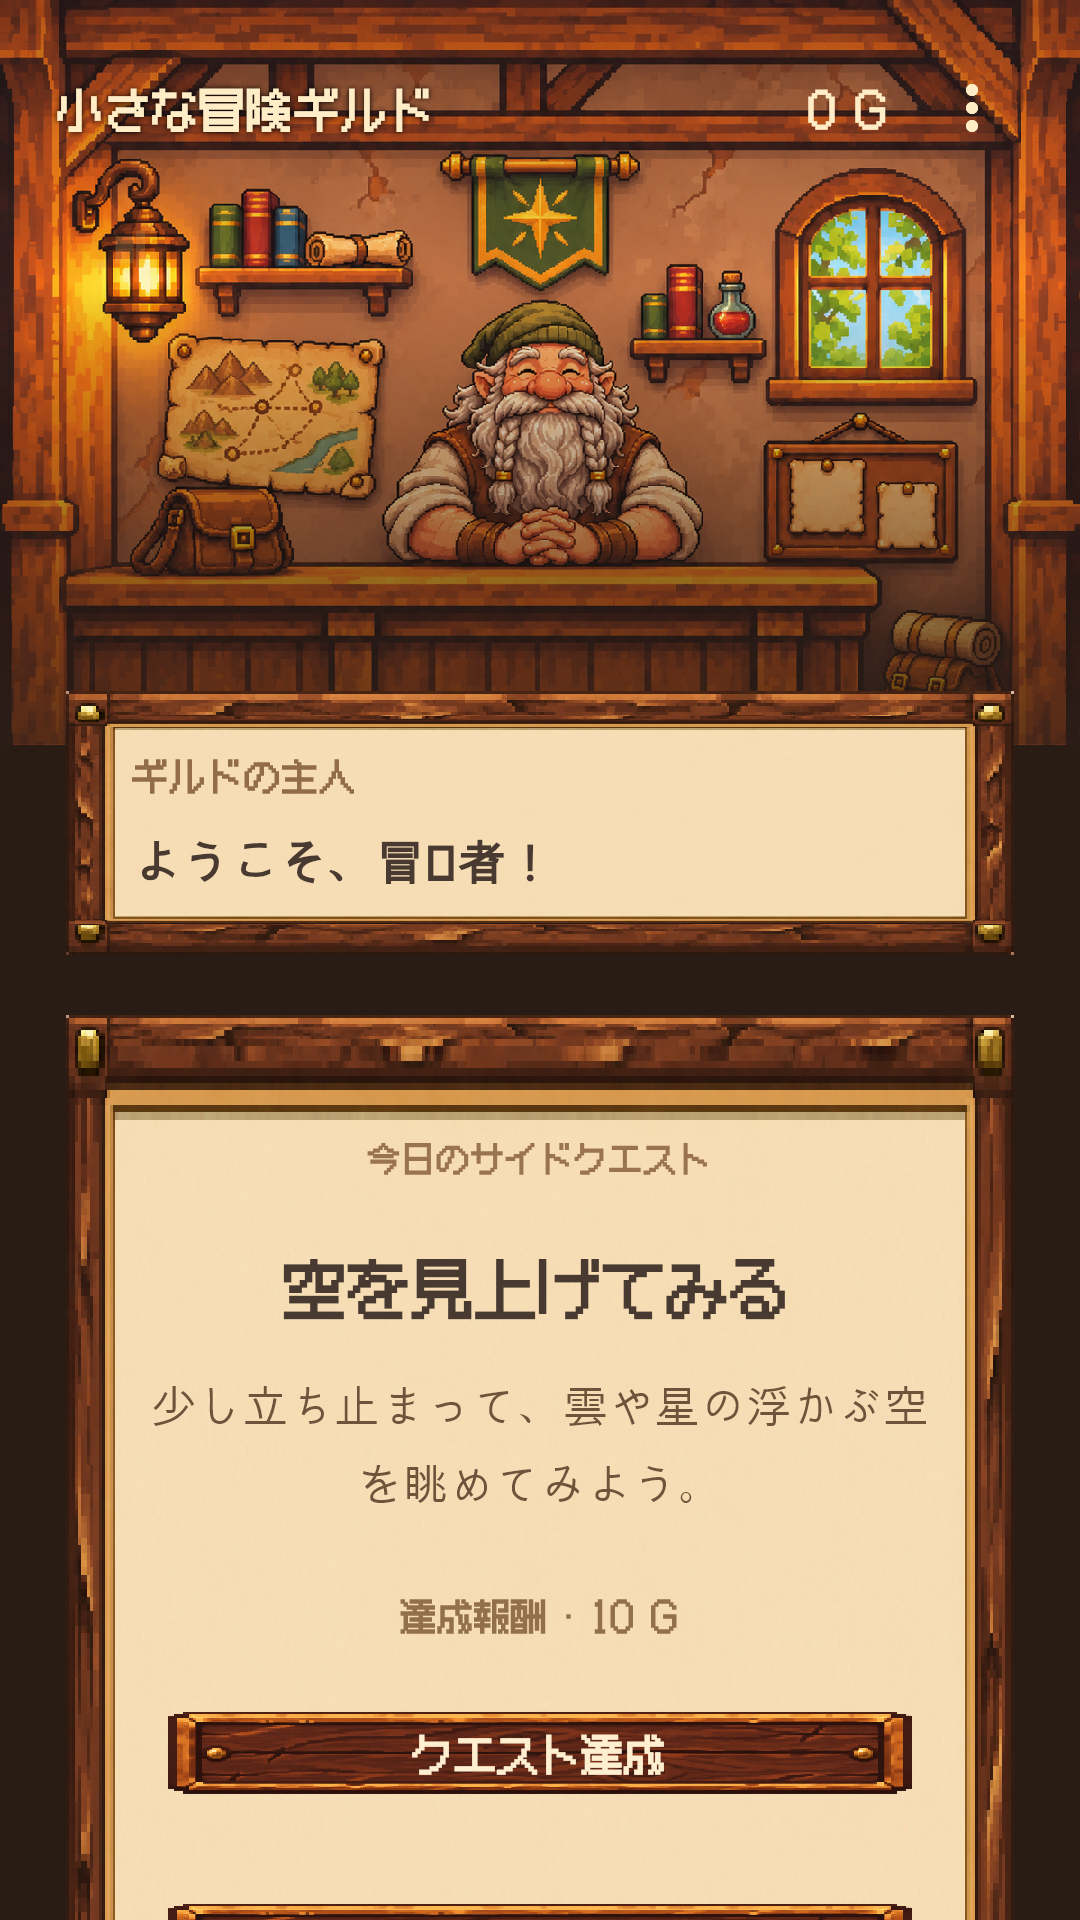 小さな冒険ギルド
0 G
ギルドの主人
ようこそ、冒▯者！
今日のサイドクエスト
空を見上げてみる
少し立ち止まって、雲や星の浮かぶ空
を眺めてみよう。
達成報酬 · 10 G
クエスト達成